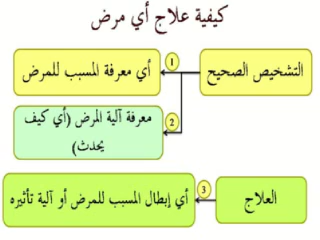 كيفية علاج أي مرض
التشخيص الصحيح
1
أي معرفة المسبب للمرض
2
معرفة آلية المرض (أي كيف
يحدث)
العلاج
3
أي إبطال المسبب للمرض أو آلية تأثيره